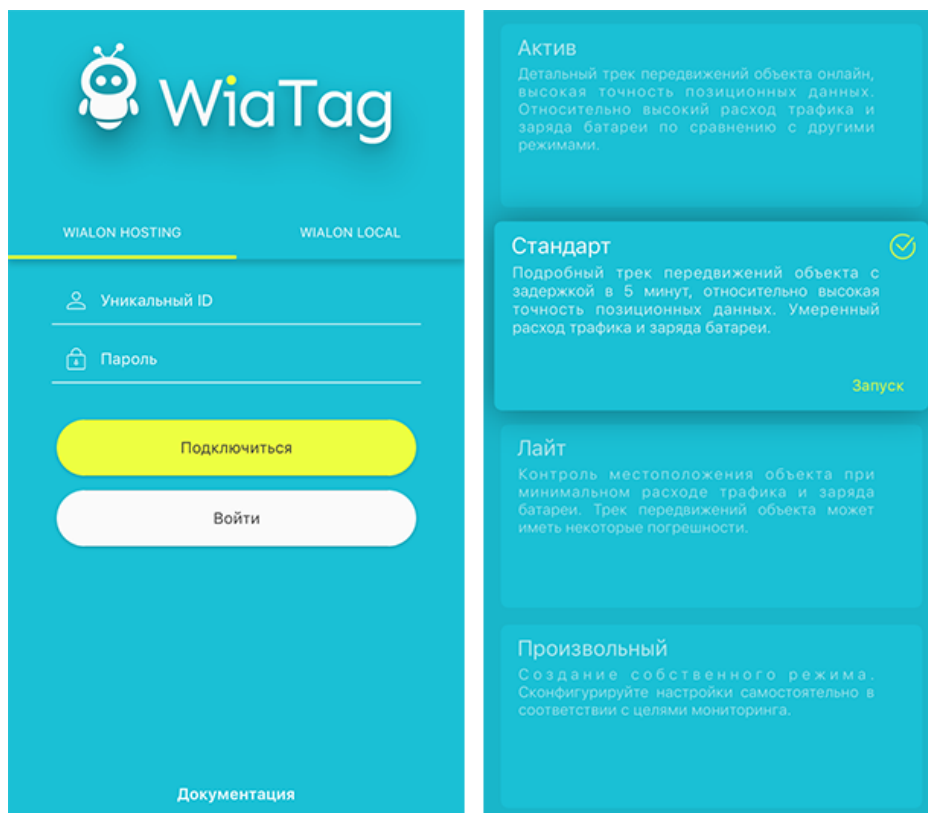 WiaTag
WIALON HOSTING
WIALON LOCAL
Уникальный ID
Пароль
Подключиться
Войти
Документация
Актив
Детальный трек передвижений объекта онлайн,
высокая точность позиционных данных.
Относительно высокий расход трафика и
заряда батареи по сравнению с другими
режимами.
Стандарт
Подробный трек передвижений объекта с
задержкой в 5 минут, относительно высокая
точность позиционных данных. Умеренный
расход трафика и заряда батареи.
Запуск
Лайт
Контроль местоположения объекта при
минимальном расходе трафика и заряда
батареи. Трек передвижений объекта может
иметь некоторые погрешности.
Произвольный
Создание собственного режима.
Сконфигурируйте настройки самостоятельно в
соответствии с целями мониторинга.